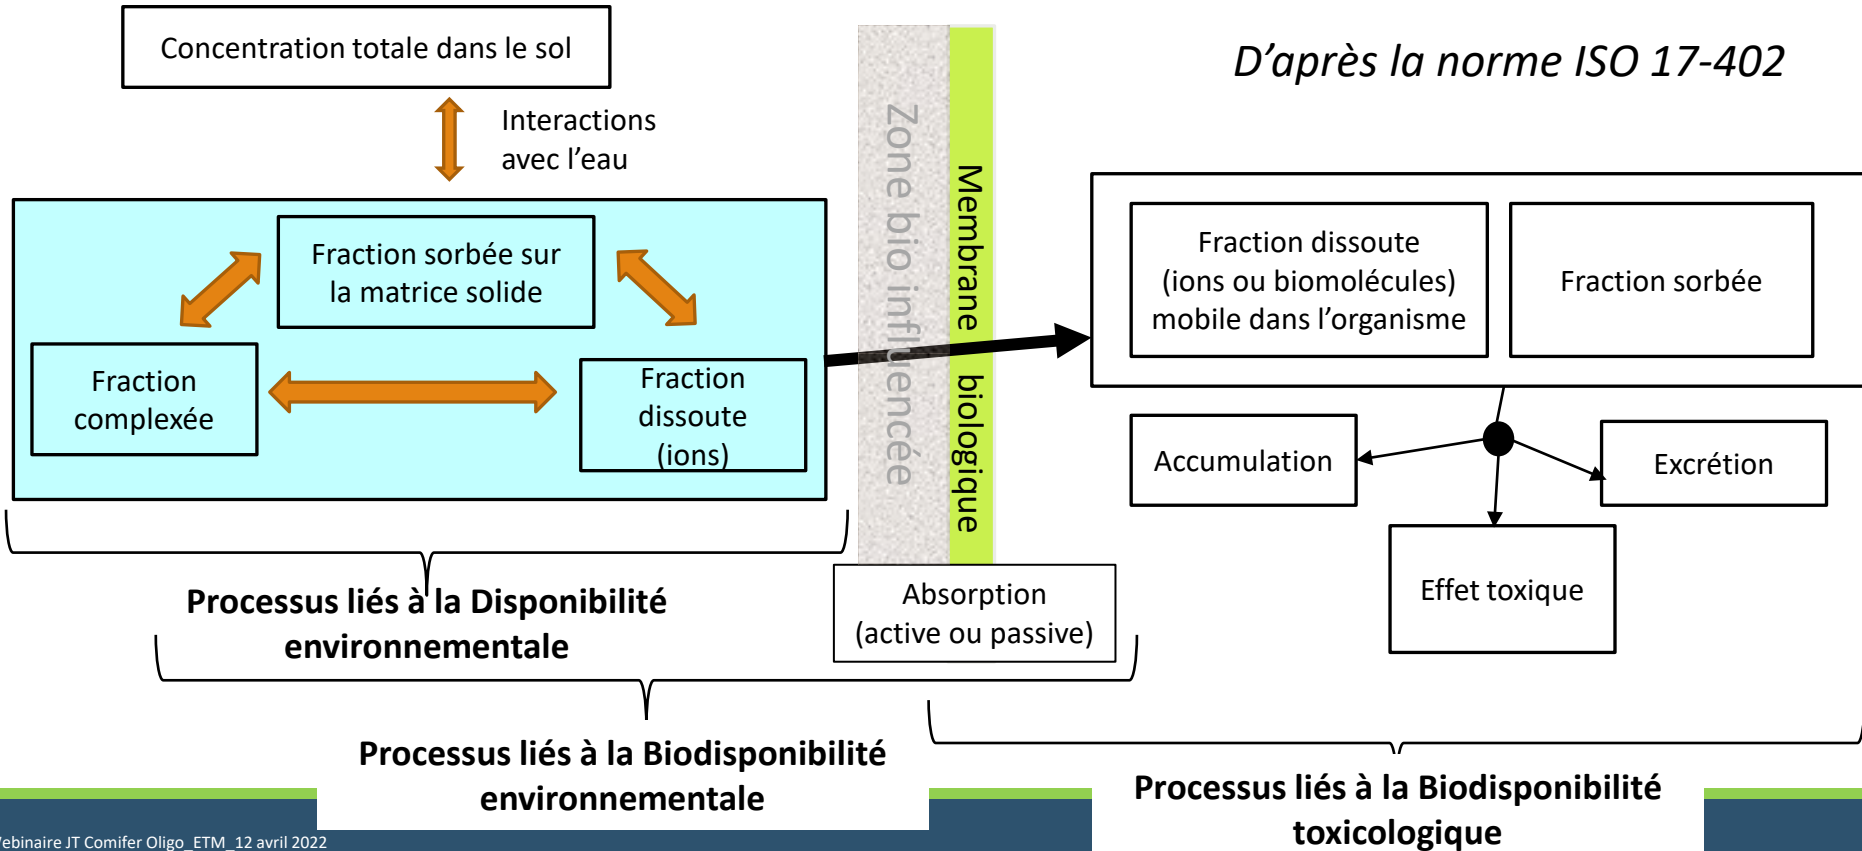 Concentration totale dans le sol
D'après la norme ISO 17-402
Interactions
avec l'eau
Zone bio influencée
Membrane biologique
Fraction sorbée sur
la matrice solide
Fraction
complexée
Fraction
dissoute
(ions)
Fraction dissoute
(ions ou biomolécules)
mobile dans l'organisme
Fraction sorbée
Accumulation
Excrétion
Effet toxique
Absorption
(active ou passive)
Processus liés à la Disponibilité
environnementale
Processus liés à la Biodisponibilité
environnementale
Processus liés à la Biodisponibilité
toxicologique
ebinaire JT Comifer Oligo_ETM_12 avril 2022